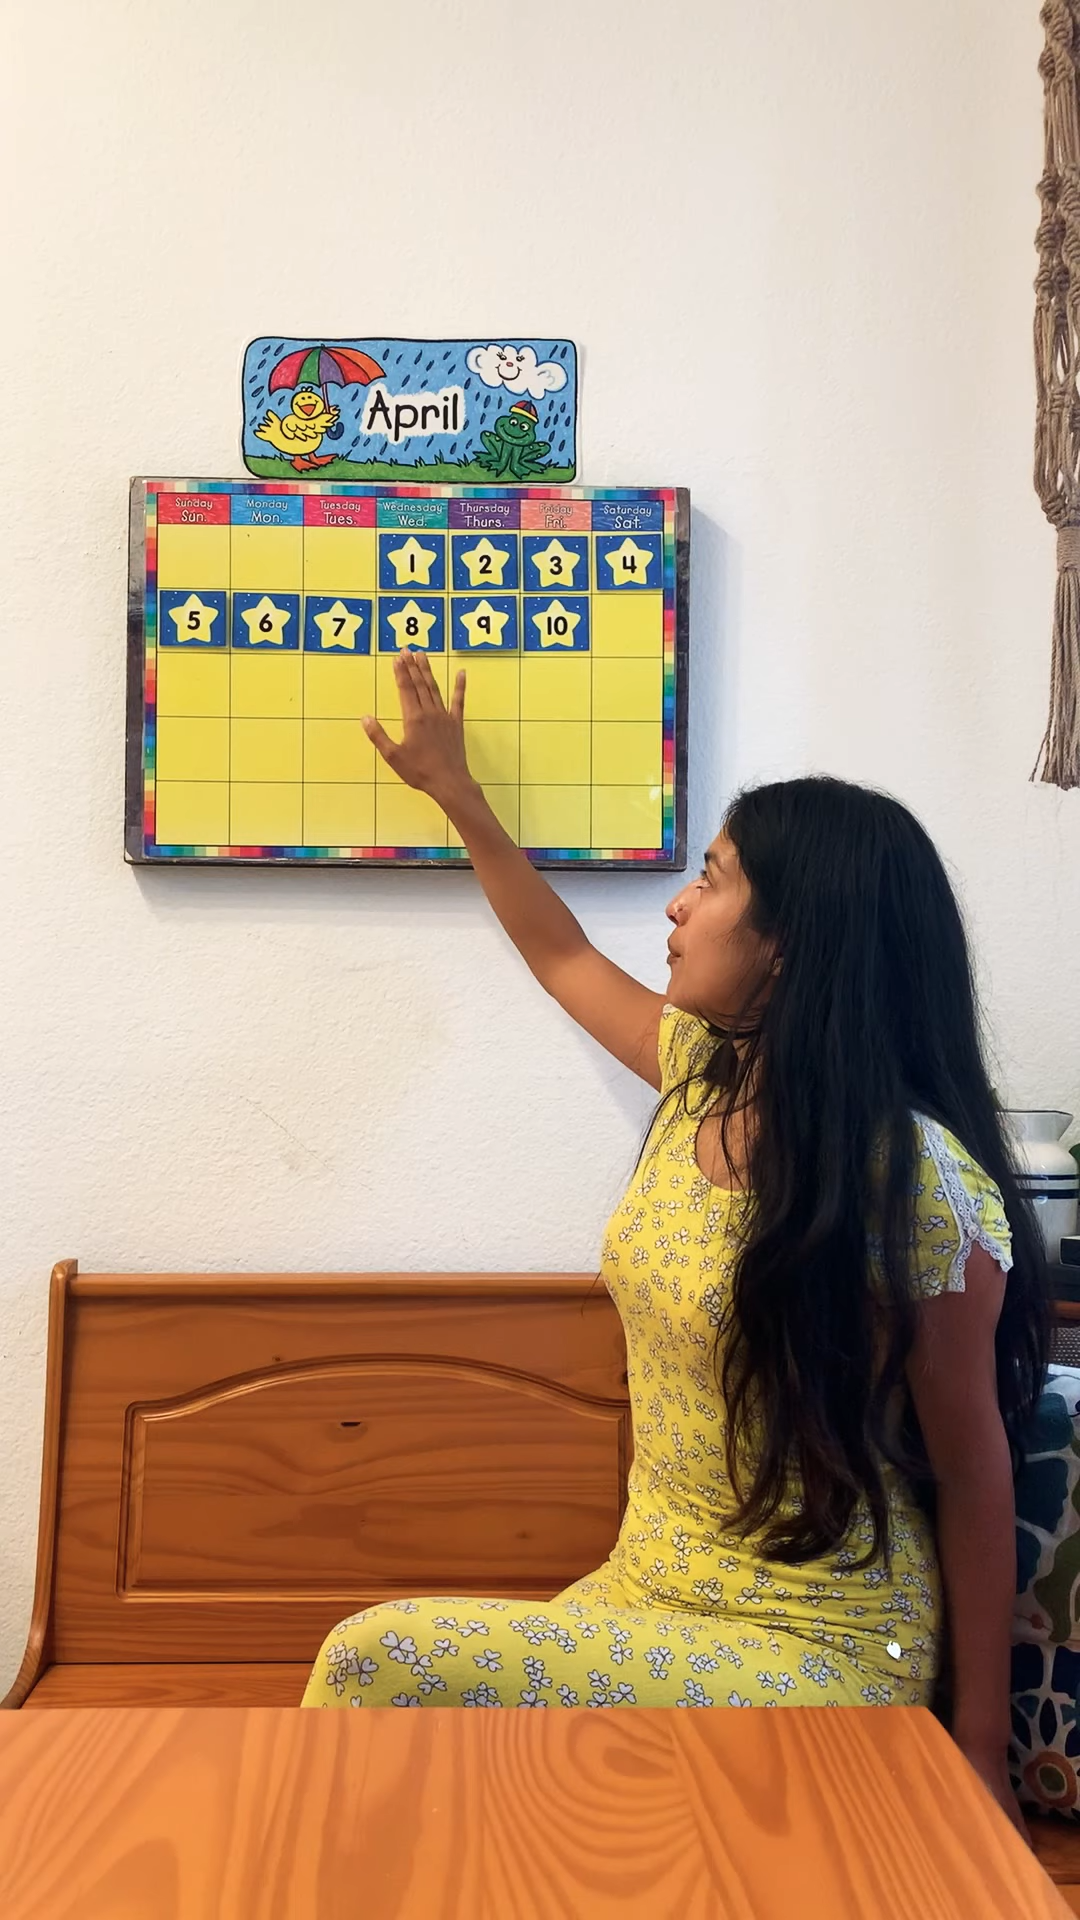 April
Sunday Monday Tuesday Wednesday Thursday Friday Saturday
Sun. Mon. Tues. Wed. Thurs. Fri. Sat.
1 2 3 4
5 6 7 8 9 10